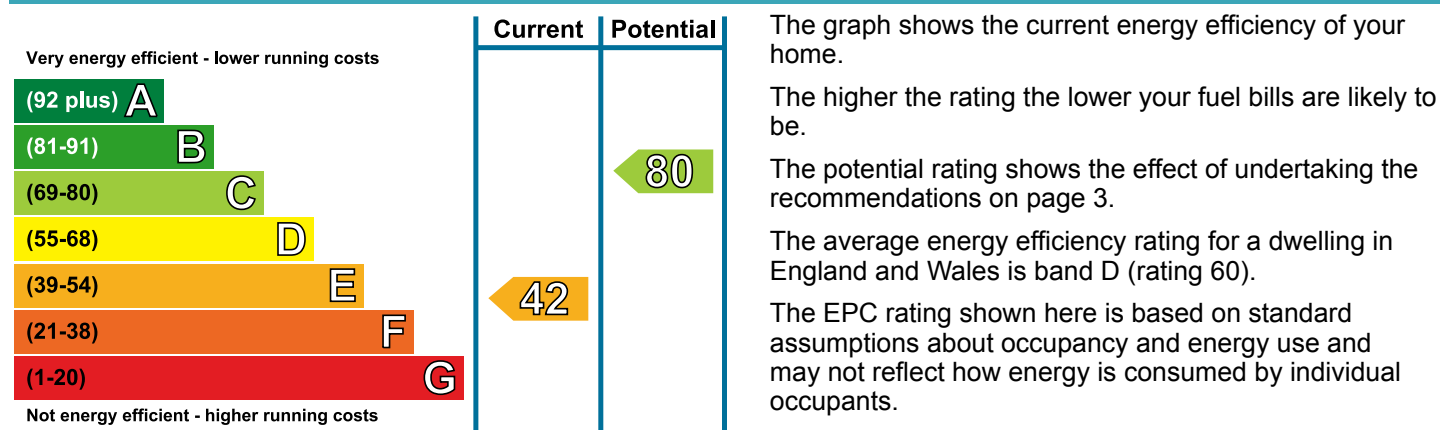 Current Potential
Very energy efficient - lower running costs
(92 plus) A
(81-91) B
(69-80) C
(55-68) D
(39-54) E
(21-38) F
(1-20) G
Not energy efficient - higher running costs
42
80
The graph shows the current energy efficiency of your
home.
The higher the rating the lower your fuel bills are likely to
be.
The potential rating shows the effect of undertaking the
recommendations on page 3.
The average energy efficiency rating for a dwelling in
England and Wales is band D (rating 60).
The EPC rating shown here is based on standard
assumptions about occupancy and energy use and
may not reflect how energy is consumed by individual
occupants.